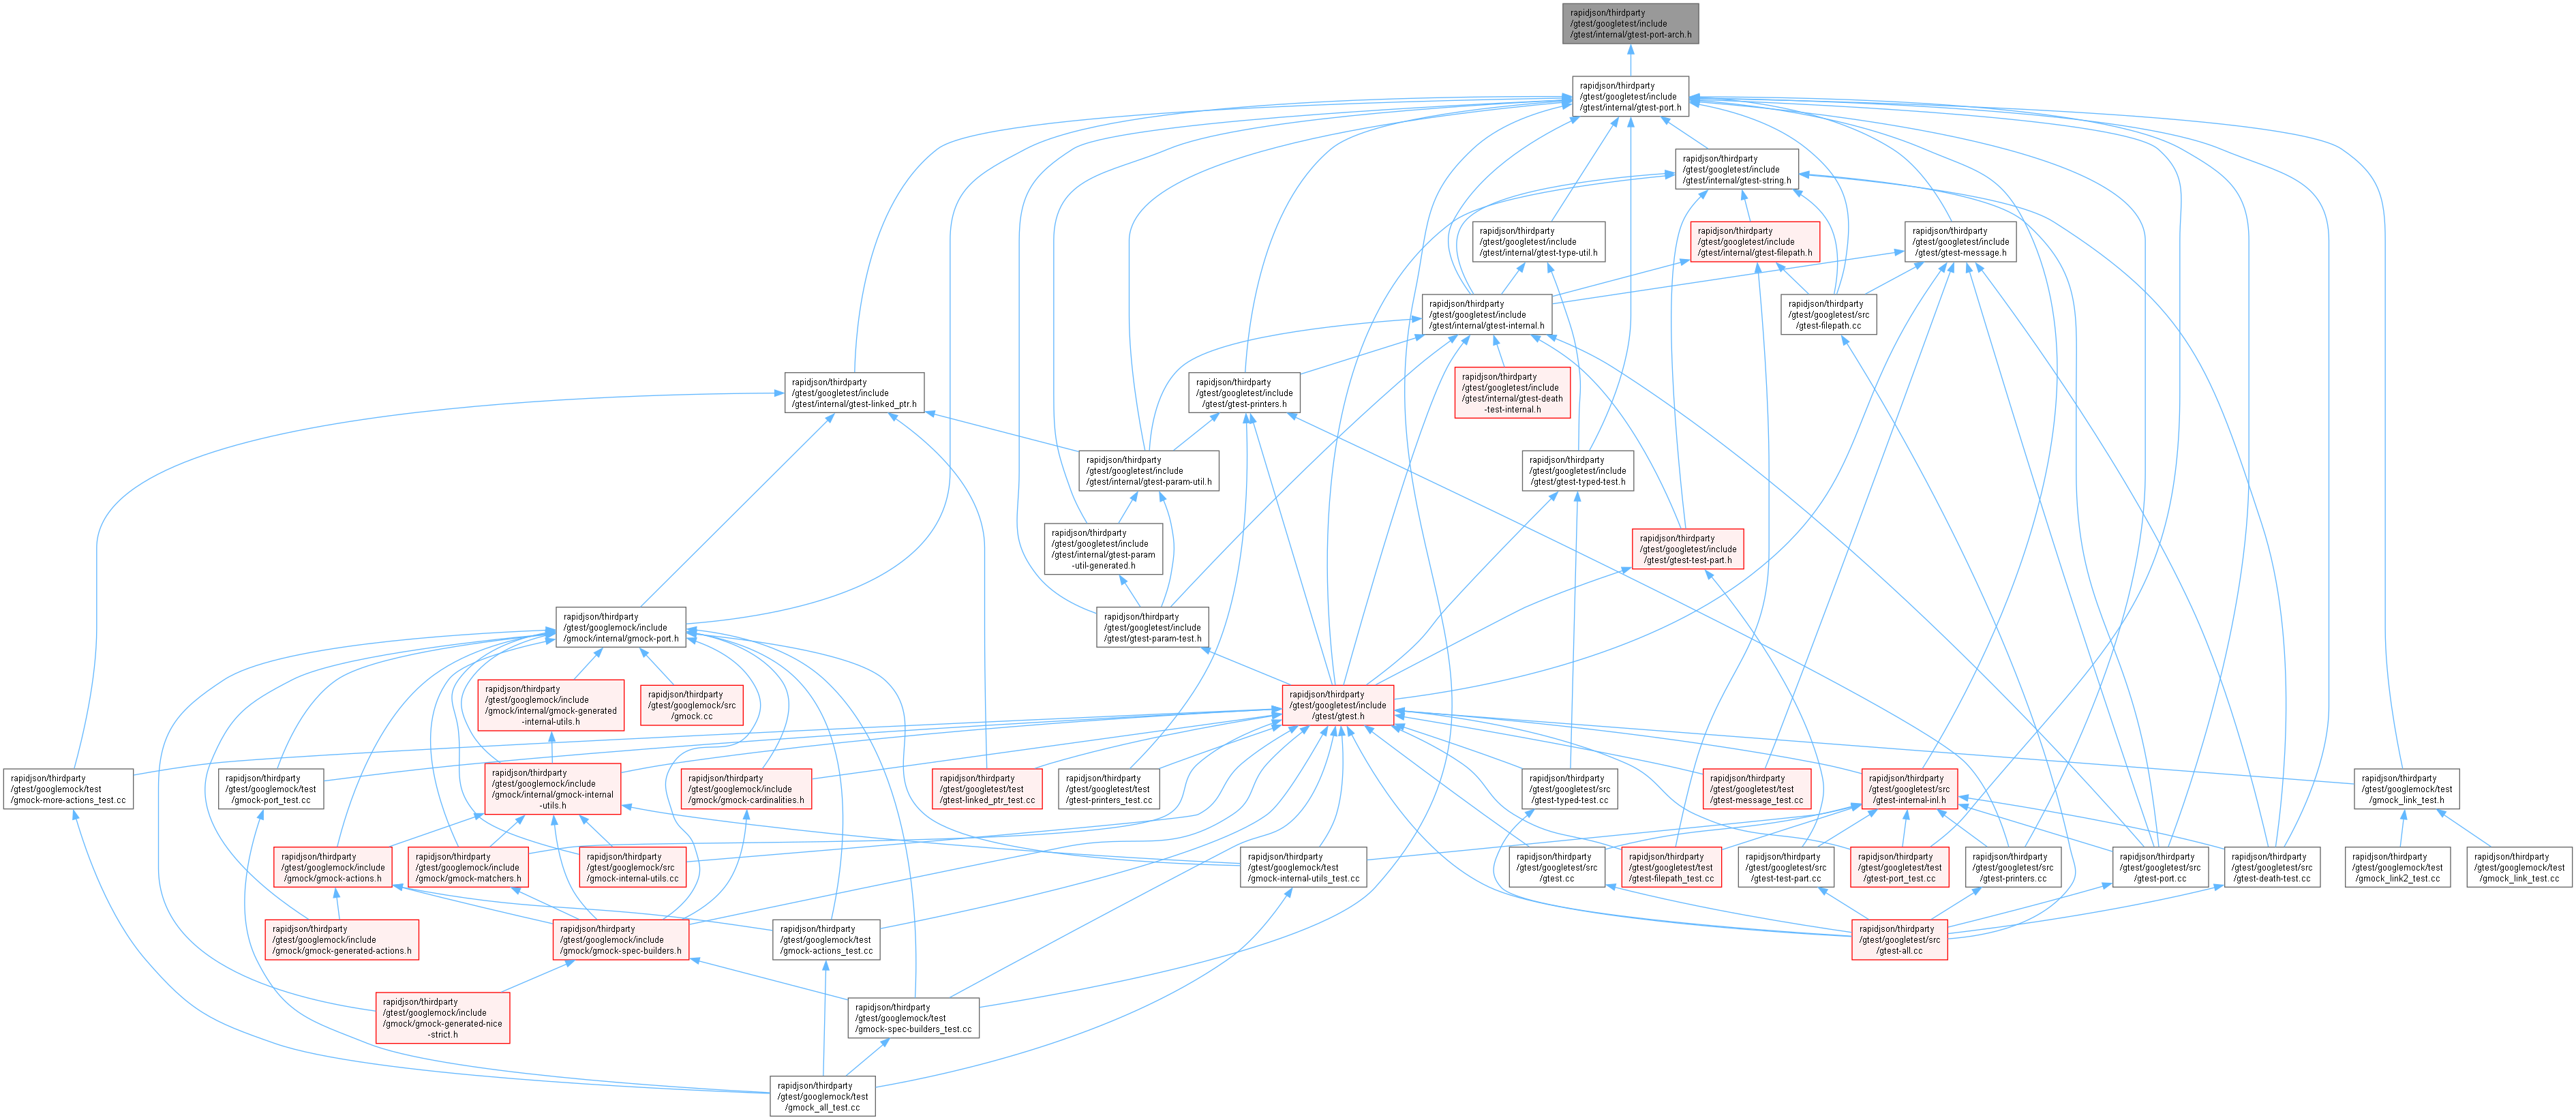 rapidjson/thirdparty
/gtest/googletest/include
/gtest/internal/gtest-port-arch.h
rapidjson/thirdparty
/gtest/googletest/include
/gtest/internal/gtest-port.h
rapidjson/thirdparty
/gtest/googletest/include
/gtest/internal/gtest-string.h
rapidjson/thirdparty
/gtest/googletest/include
/gtest/internal/gtest-type-util.h
rapidjson/thirdparty
/gtest/googletest/include
/gtest/internal/gtest-filepath.h
rapidjson/thirdparty
/gtest/googletest/include
/gtest/gtest-message.h
rapidjson/thirdparty
/gtest/googletest/include
/gtest/internal/gtest-internal.h
rapidjson/thirdparty
/gtest/googletest/src
/gtest-filepath.cc
rapidjson/thirdparty
/gtest/googletest/include
/gtest/internal/gtest-linked_ptr.h
rapidjson/thirdparty
/gtest/googletest/include
/gtest/gtest-printers.h
rapidjson/thirdparty
/gtest/googletest/include
/gtest/internal/gtest-death
-test-internal.h
rapidjson/thirdparty
/gtest/googletest/include
/gtest/internal/gtest-param-util.h
rapidjson/thirdparty
/gtest/googletest/include
/gtest/gtest-typed-test.h
rapidjson/thirdparty
/gtest/googletest/include
/gtest/internal/gtest-param
-util-generated.h
rapidjson/thirdparty
/gtest/googletest/include
/gtest/gtest-test-part.h
rapidjson/thirdparty
/gtest/googlemock/include
/gmock/internal/gmock-port.h
rapidjson/thirdparty
/gtest/googletest/include
/gtest/gtest-param-test.h
rapidjson/thirdparty
/gtest/googlemock/include
/gmock/internal/gmock-generated
-internal-utils.h
rapidjson/thirdparty
/gtest/googlemock/src
/gmock.cc
rapidjson/thirdparty
/gtest/googletest/include
/gtest/gtest.h
rapidjson/thirdparty
/gtest/googlemock/test
/gmock-more-actions_test.cc
rapidjson/thirdparty
/gtest/googlemock/test
/gmock-port_test.cc
rapidjson/thirdparty
/gtest/googlemock/include
/gmock/internal/gmock-internal
-utils.h
rapidjson/thirdparty
/gtest/googlemock/include
/gmock/gmock-cardinalities.h
rapidjson/thirdparty
/gtest/googletest/test
/gtest-linked_ptr_test.cc
rapidjson/thirdparty
/gtest/googletest/test
/gtest-printers_test.cc
rapidjson/thirdparty
/gtest/googletest/src
/gtest-typed-test.cc
rapidjson/thirdparty
/gtest/googletest/test
/gtest-message_test.cc
rapidjson/thirdparty
/gtest/googletest/src
/gtest-internal-inl.h
rapidjson/thirdparty
/gtest/googlemock/test
/gmock_link_test.h
rapidjson/thirdparty
/gtest/googlemock/include
/gmock/gmock-actions.h
rapidjson/thirdparty
/gtest/googlemock/include
/gmock/gmock-matchers.h
rapidjson/thirdparty
/gtest/googlemock/src
/gmock-internal-utils.cc
rapidjson/thirdparty
/gtest/googlemock/test
/gmock-internal-utils_test.cc
rapidjson/thirdparty
/gtest/googletest/src
/gtest.cc
rapidjson/thirdparty
/gtest/googletest/test
/gtest-filepath_test.cc
rapidjson/thirdparty
/gtest/googletest/src
/gtest-test-part.cc
rapidjson/thirdparty
/gtest/googletest/test
/gtest-port_test.cc
rapidjson/thirdparty
/gtest/googletest/src
/gtest-printers.cc
rapidjson/thirdparty
/gtest/googletest/src
/gtest-port.cc
rapidjson/thirdparty
/gtest/googletest/src
/gtest-death-test.cc
rapidjson/thirdparty
/gtest/googlemock/test
/gmock_link2_test.cc
rapidjson/thirdparty
/gtest/googlemock/test
/gmock_link_test.cc
rapidjson/thirdparty
/gtest/googlemock/include
/gmock/gmock-generated-actions.h
rapidjson/thirdparty
/gtest/googlemock/include
/gmock/gmock-spec-builders.h
rapidjson/thirdparty
/gtest/googlemock/test
/gmock-actions_test.cc
rapidjson/thirdparty
/gtest/googletest/src
/gtest-all.cc
rapidjson/thirdparty
/gtest/googlemock/include
/gmock/gmock-generated-nice
-strict.h
rapidjson/thirdparty
/gtest/googlemock/test
/gmock-spec-builders_test.cc
rapidjson/thirdparty
/gtest/googlemock/test
/gmock_all_test.cc